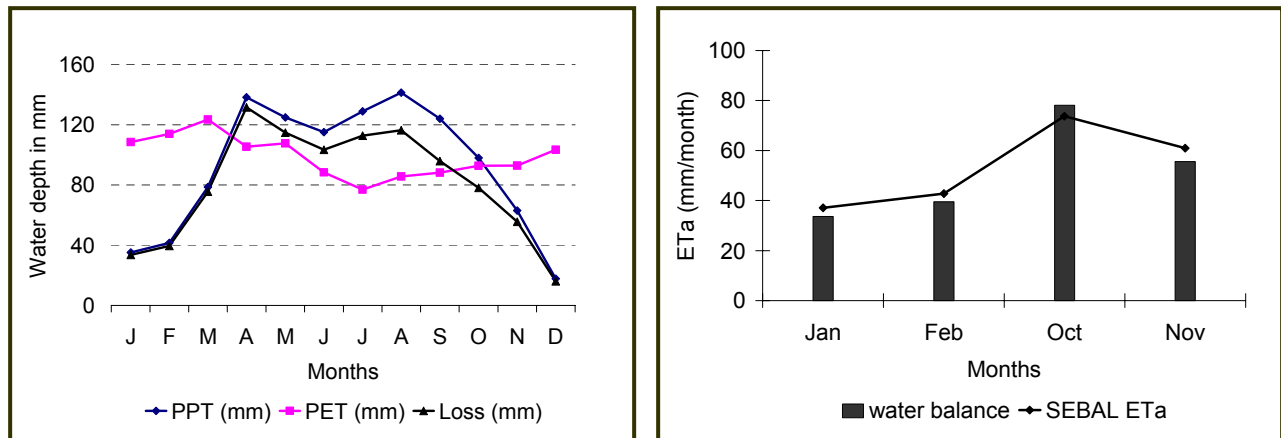 Water depth in mm
160
120
80
40
0
J F M A M J J A S O N D
Months
PPT (mm) PET (mm) Loss (mm)
ETa (mm/month)
100
80
60
40
20
0
Jan Feb Oct Nov
Months
water balance SEBAL ETa